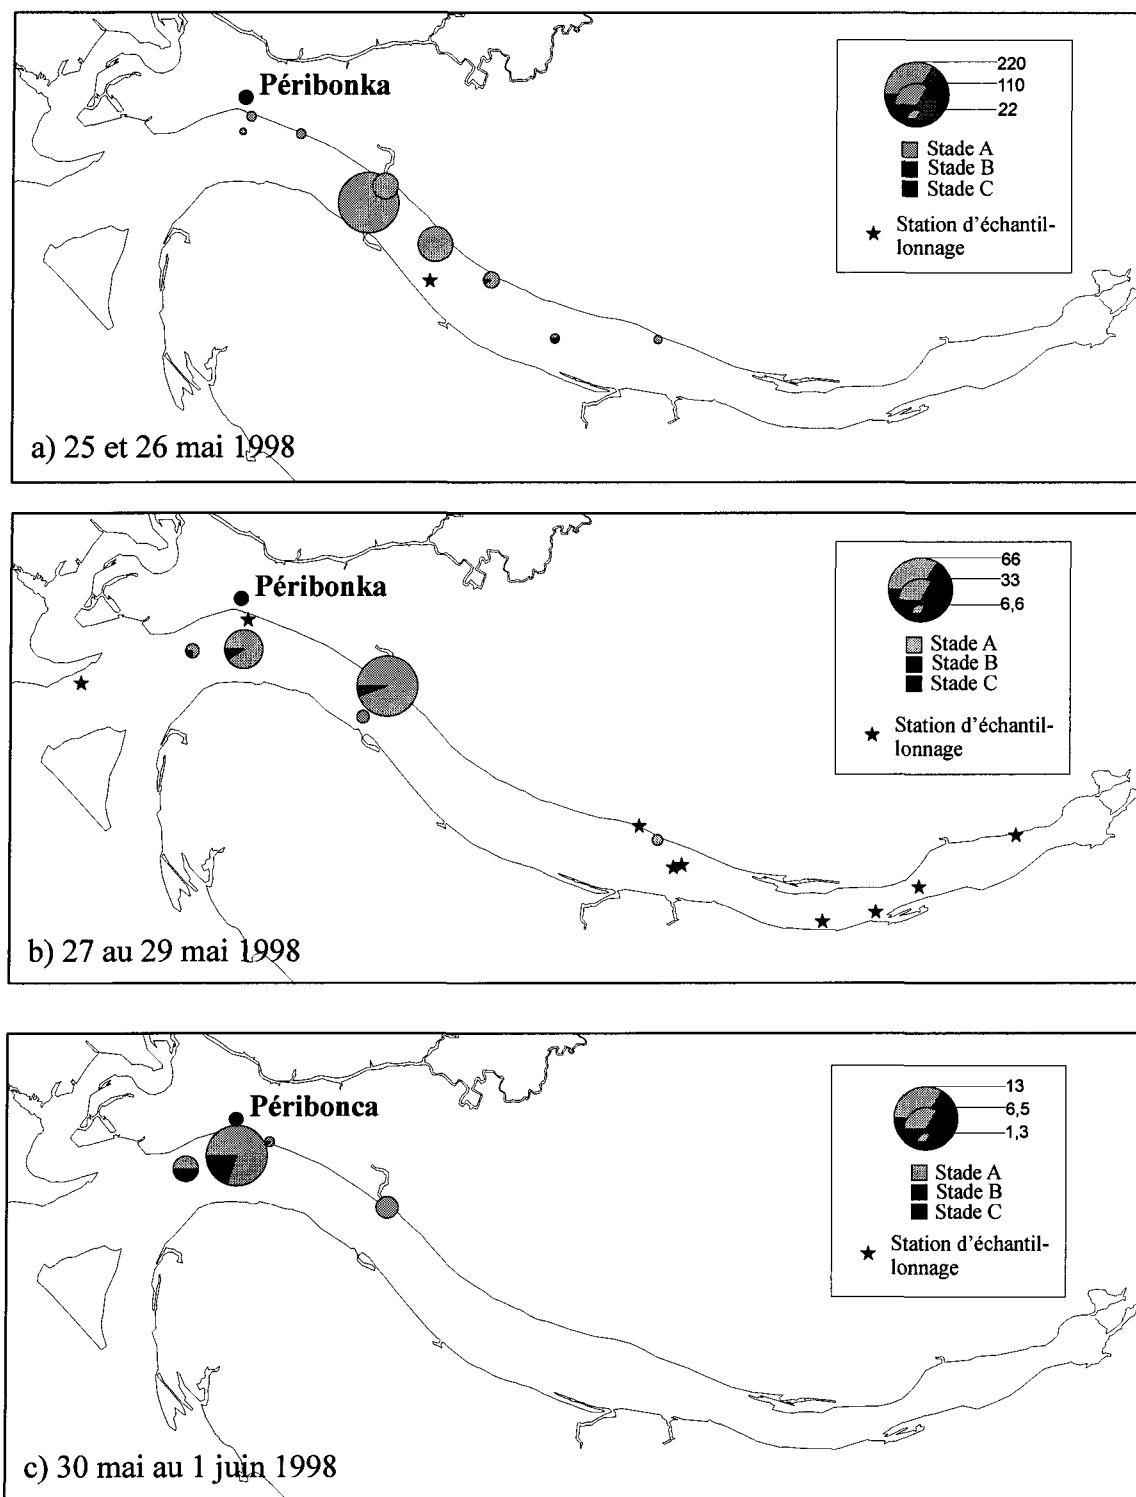 Péribonka
220
110
22
Stade A
Stade B
Stade C
Station d'échantil-
lonnage
a) 25 et 26 mai 1998
Péribonka
66
33
6,6
Stade A
Stade B
Stade C
Station d'échantil-
lonnage
b) 27 au 29 mai 1998
Péribonca
13
6,5
1,3
Stade A
Stade B
Stade C
Station d'échantil-
lonnage
c) 30 mai au 1 juin 1998